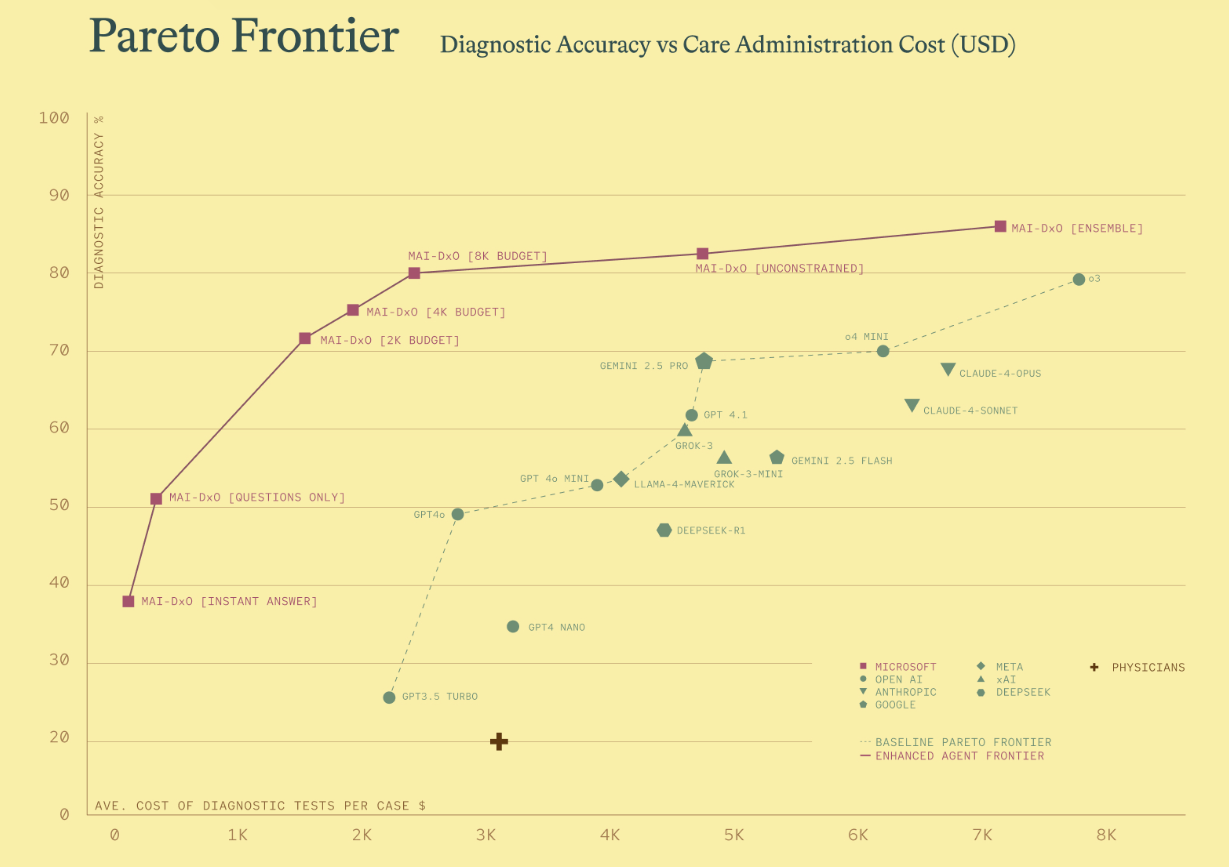 Pareto Frontier
Diagnostic Accuracy vs Care Administration Cost (USD)
100
90
80
70
60
50
40
30
20
0
DIAGNOSTIC ACCURACY %
MAI-DxO [ENSEMBLE]
MAI-DxO [8K BUDGET]
MAI-DxO [UNCONSTRAINED]
o3
MAI-DxO [4K BUDGET]
o4 MINI
MAI-DxO [2K BUDGET]
GEMINI 2.5 PRO
CLAUDE-4-OPUS
CLAUDE-4-SONNET
GPT 4.1
GROK-3
GEMINI 2.5 FLASH
GROK-3-MINI
GPT 4o MINI
LLAMA-4-MAVERICK
MAI-DxO [QUESTIONS ONLY]
GPT4o
DEEPSEEK-R1
MAI-DxO [INSTANT ANSWER]
GPT4 NANO
GPT3.5 TURBO
MICROSOFT
OPEN AI
ANTHROPIC
GOOGLE
META
xAI
DEEPSEEK
PHYSICIANS
BASELINE PARETO FRONTIER
ENHANCED AGENT FRONTIER
AVE. COST OF DIAGNOSTIC TESTS PER CASE $
0 1K 2K 3K 4K 5K 6K 7K 8K